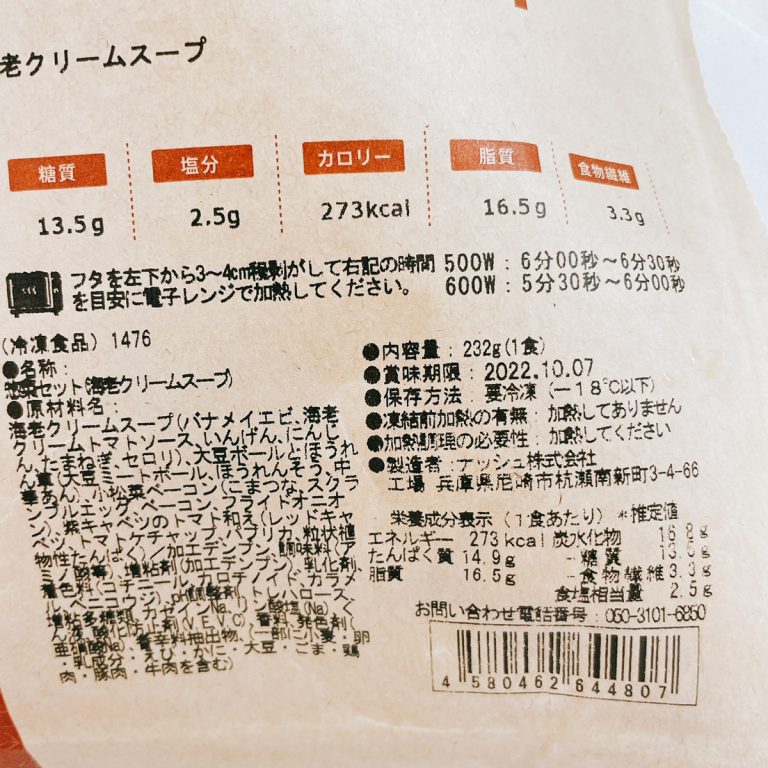 老クリームスープ
糖質 塩分 カロリー 脂質 食物繊維
13.5g 2.5g 273kcal 16.5g 3.3g
フタを左下から3～4cm程剝がして右記の時間 500W : 6分00秒～6分30秒
を目安に電子レンジで加熱してください。 600W : 5分30秒～6分00秒
(冷凍食品) 1476
●名称 :
惣菜セット(海老クリームスープ)
●原材料名 :
海老クリームスープ(バナメイエビ、海老
クリームトマトソース、いんげん、にんじ
ん、たまねぎ、セロリ)、大豆ボールとほうれ
ん草(大豆ミートボール、ほうれんそう、中
華あん)、小松菜ベーコン(こまつな、スクラ
ンブルエッグ、ベーコン、フライドオニオ
ン)、紫キャベツのトマト和え(レッドキャ
ベツ、トマトケチャップ、パプリカ、粒状植
物性たんぱく)/加工デンプン、調味料(ア
ミノ酸等)、増粘剤(加工デンプン)、乳化剤、
着色料(コチニール、カロチノイド、カラメ
ル、ベニコウジ)、pH調整剤、トレハロース、
増粘多糖類、カゼインNa、リン酸塩(Na)、く
ん液、酸化防止剤(V.E、V.C)、香料、発色剤(
亜硝酸Na)、香辛料抽出物、(一部に小麦・卵
・乳成分・えび・かに・大豆・ごま・鶏
肉・豚肉・牛肉を含む)
●内容量 : 232g(1食)
●賞味期限 : 2022.10.07
●保存方法 : 要冷凍 (－18℃以下)
●凍結前加熱の有無 : 加熱してありません
●加熱調理の必要性 : 加熱してください
●製造者 : ナッシュ株式会社
工場 兵庫県尼崎市杭瀬南新町3-4-66
栄養成分表示 (1食あたり) *推定値
エネルギー 273kcal 炭水化物 16.8g
たんぱく質 14.9g -糖質 13.5g
脂質 16.5g -食物繊維 3.3g
食塩相当量 2.5g
お問い合わせ電話番号 : 050-3101-6850
4 580462 644807